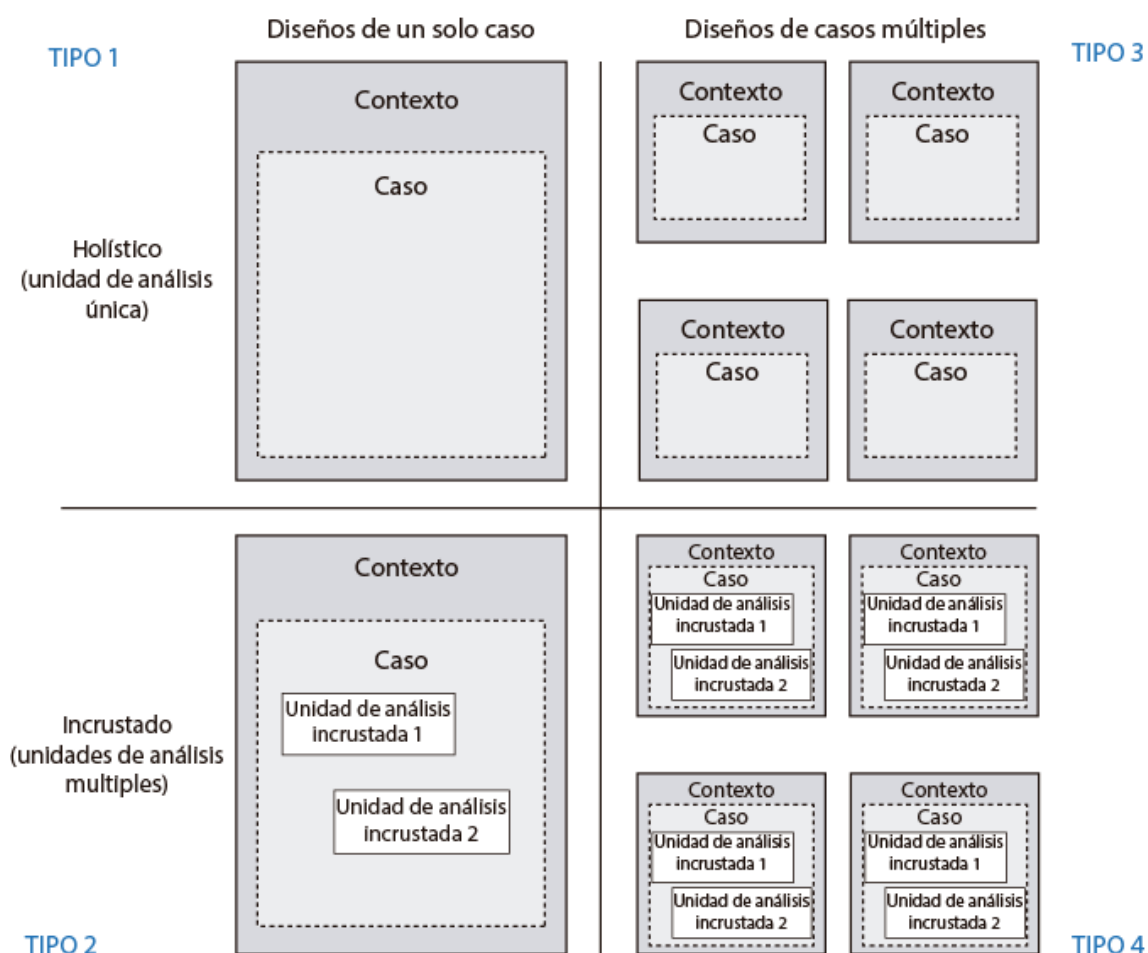 Diseños de un solo caso
Diseños de casos múltiples
TIPO 1
TIPO 3
Holístico
(unidad de análisis
única)
Contexto
Caso
Contexto
Caso
Contexto
Caso
Contexto
Caso
Contexto
Caso
Incrustado
(unidades de análisis
multiples)
Contexto
Caso
Unidad de análisis
incrustada 1
Unidad de análisis
incrustada 2
Contexto
Caso
Unidad de análisis
incrustada 1
Unidad de análisis
incrustada 2
Contexto
Caso
Unidad de análisis
incrustada 1
Unidad de análisis
incrustada 2
Contexto
Caso
Unidad de análisis
incrustada 1
Unidad de análisis
incrustada 2
Contexto
Caso
Unidad de análisis
incrustada 1
Unidad de análisis
incrustada 2
TIPO 2
TIPO 4